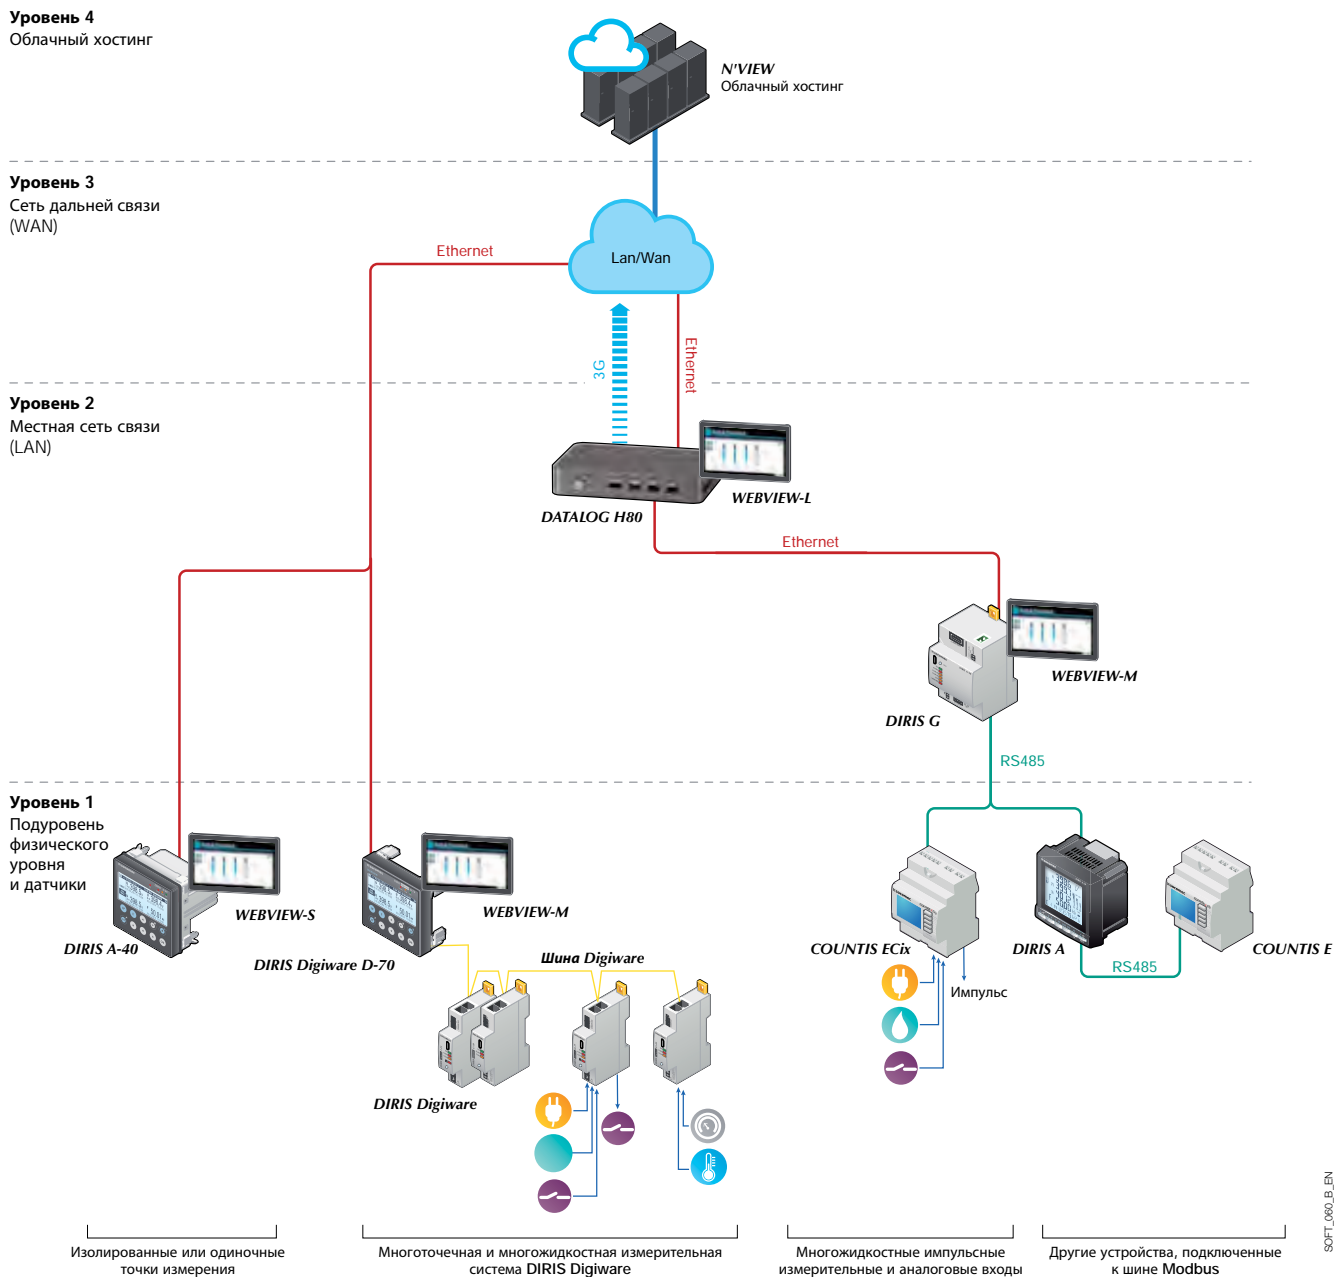 Уровень 4
Облачный хостинг
N'VIEW
Облачный хостинг
Уровень 3
Сеть дальней связи
(WAN)
Ethernet
Lan/Wan
3G
Ethernet
Уровень 2
Местная сеть связи
(LAN)
WEBVIEW-L
DATALOG H80
Ethernet
WEBVIEW-M
DIRIS G
RS485
Уровень 1
Подуровень
физического
уровня
и датчики
WEBVIEW-S
DIRIS A-40
WEBVIEW-M
DIRIS Digiware D-70
Шина Digiware
DIRIS Digiware
COUNTIS ECix
Импульс
DIRIS A
RS485
COUNTIS E
Изолированные или одиночные
точки измерения
Многоточечная и многожидкостная измерительная
система DIRIS Digiware
Многожидкостные импульсные
измерительные и аналоговые входы
Другие устройства, подключенные
к шине Modbus
SOFT_060_B_EN